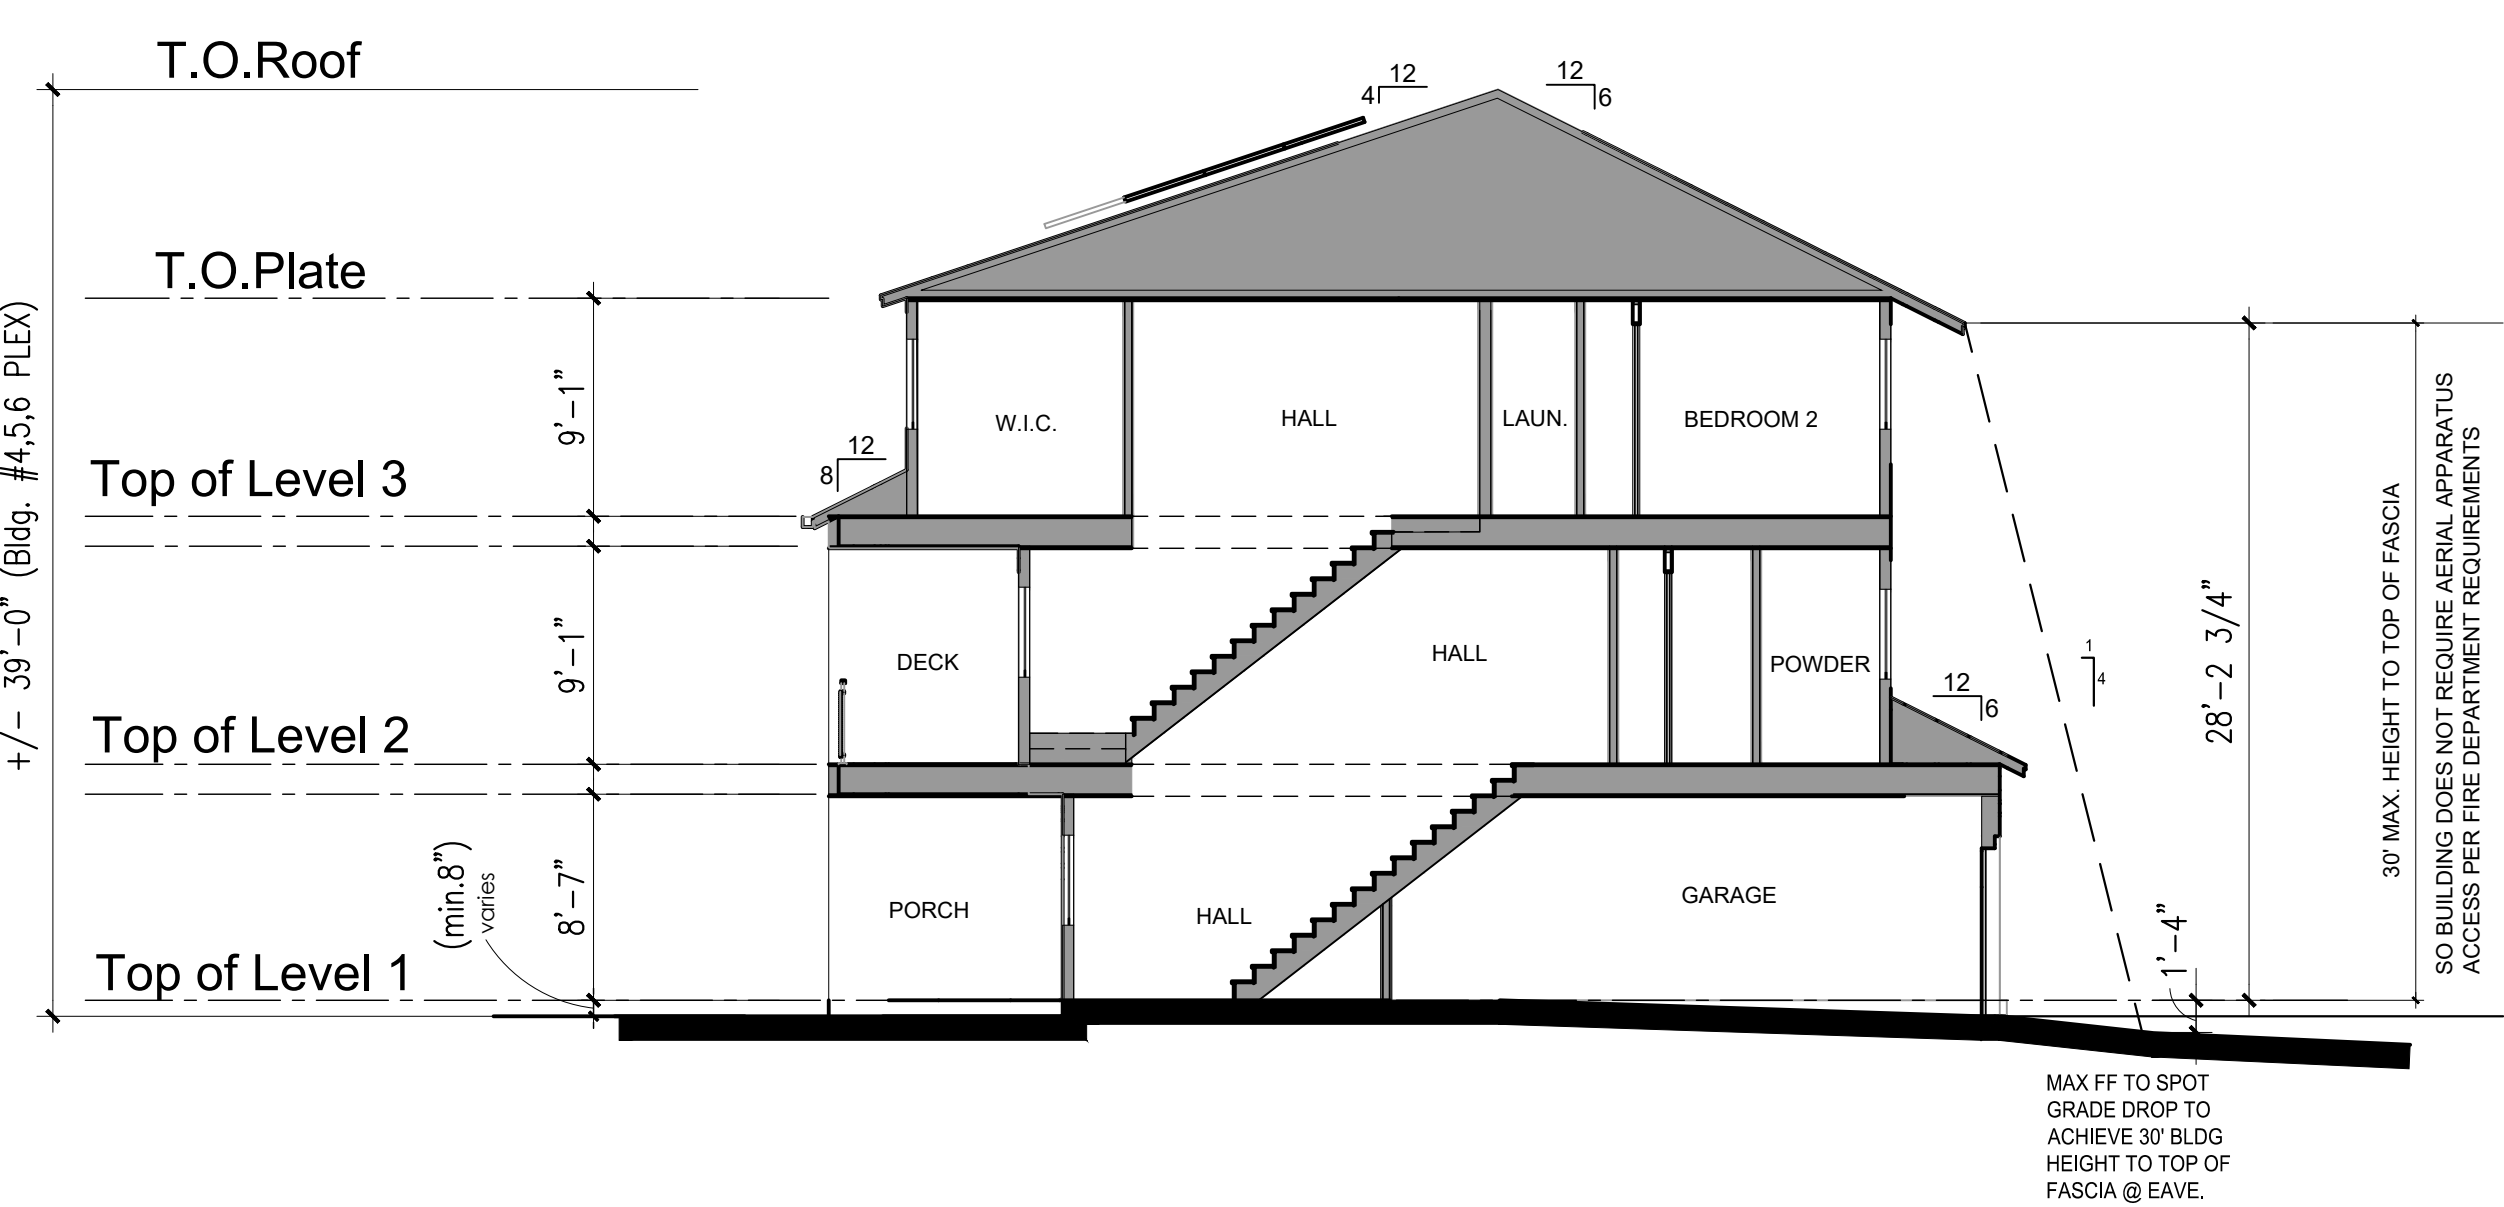 T.O.Roof
12
4
12
6
T.O.Plate
+/- 39'-0" (Bldg. #4,5,6 PLEX)
9'-1"
W.I.C.
HALL
LAUN.
BEDROOM 2
12
8
Top of Level 3
9'-1"
DECK
HALL
POWDER
12
6
1
4
28'-2 3/4"
30' MAX. HEIGHT TO TOP OF FASCIA
SO BUILDING DOES NOT REQUIRE AERIAL APPARATUS
ACCESS PER FIRE DEPARTMENT REQUIREMENTS
Top of Level 2
(min.8")
varies
8'-7"
PORCH
HALL
GARAGE
1'-4"
Top of Level 1
MAX FF TO SPOT
GRADE DROP TO
ACHIEVE 30' BLDG
HEIGHT TO TOP OF
FASCIA @ EAVE.